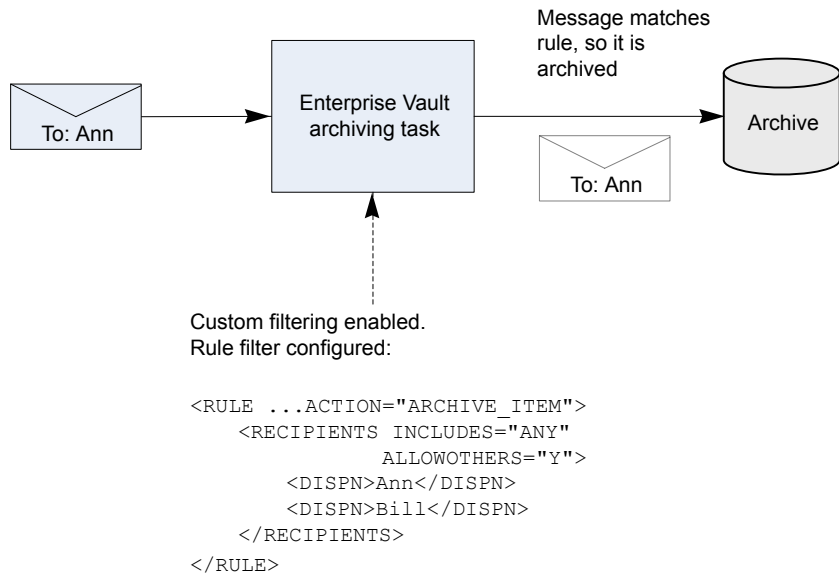 Message matches
rule, so it is
archived
To: Ann
Enterprise Vault
archiving task
Archive
To: Ann
Custom filtering enabled.
Rule filter configured:
<RULE ...ACTION="ARCHIVE_ITEM">
    <RECIPIENTS INCLUDES="ANY"
                ALLOWOTHERS="Y">
        <DISPN>Ann</DISPN>
        <DISPN>Bill</DISPN>
    </RECIPIENTS>
</RULE>